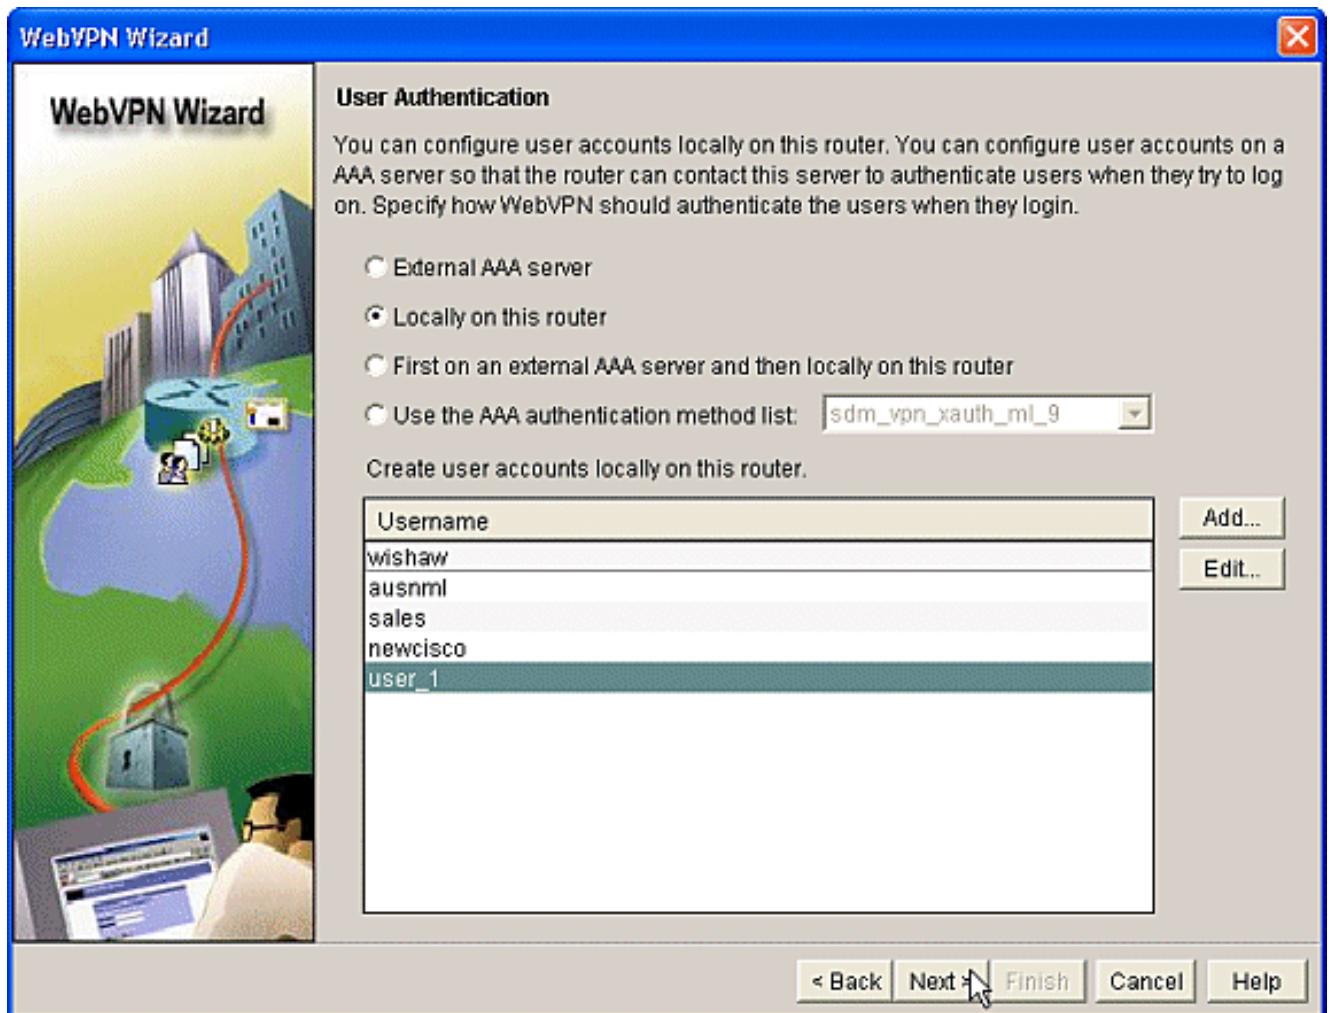 WebVPN Wizard
WebVPN Wizard
User Authentication
You can configure user accounts locally on this router. You can configure user accounts on a
AAA server so that the router can contact this server to authenticate users when they try to log
on. Specify how WebVPN should authenticate the users when they login.
External AAA server
Locally on this router
First on an external AAA server and then locally on this router
Use the AAA authentication method list: sdm_vpn_xauth_ml_9
Create user accounts locally on this router.
Username
Add...
wishaw
Edit...
ausnml
sales
newcisco
user_1
< Back Next > Finish Cancel Help